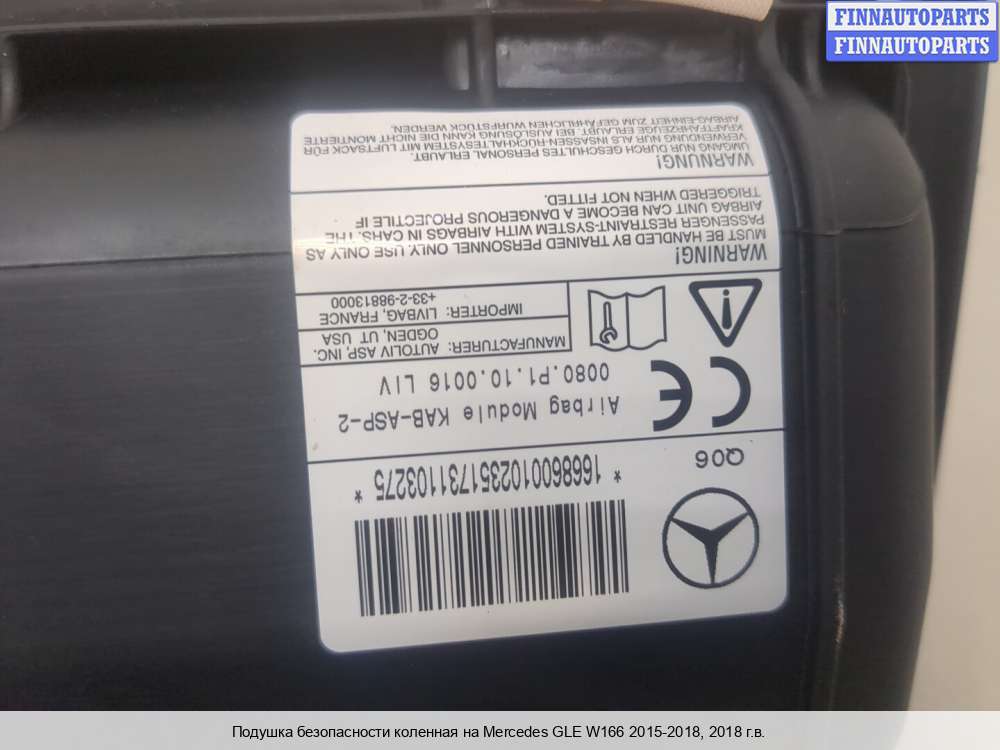 FINNAUTOPARTS
FINNAUTOPARTS
* 16686001023517311103275 *
Q06
Airbag Module KAB-ASP-2
0080.P1.10.0016 LIV
CE
MANUFACTURER: AUTOLIV ASP, INC.
OGDEN, UT USA
IMPORTER: LIVBAG, FRANCE
+33-2-98813000
WARNING!
MUST BE HANDLED BY TRAINED PERSONNEL ONLY. USE ONLY AS
PASSENGER RESTRAINT-SYSTEM WITH AIRBAGS IN CARS. THE
AIRBAG UNIT CAN BECOME A DANGEROUS PROJECTILE IF
TRIGGERED WHEN NOT FITTED.
WARNUNG!
UMGANG NUR DURCH GESCHULTES PERSONAL ERLAUBT.
VERWENDUNG NUR ALS INSASSEN-RÜCKHALTESYSTEM MIT LUFTSACK FÜR
KRAFTFAHRZEUGE ERLAUBT. BEI AUSLÖSUNG KANN DIE NICHT MONTIERTE
AIRBAG-EINHEIT ZUM GEFÄHRLICHEN WURFSTÜCK WERDEN.
Подушка безопасности коленная на Mercedes GLE W166 2015-2018, 2018 г.в.